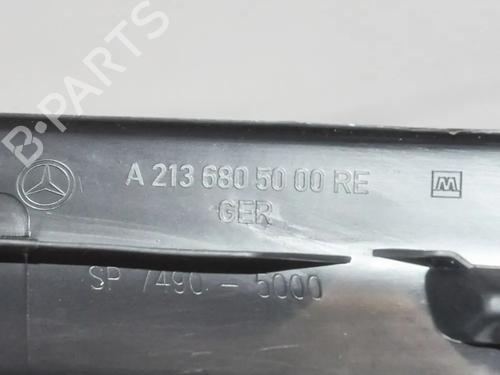 B-PARTS
A 213 680 50 00 RE
M
GER
SP 7490 - 5000